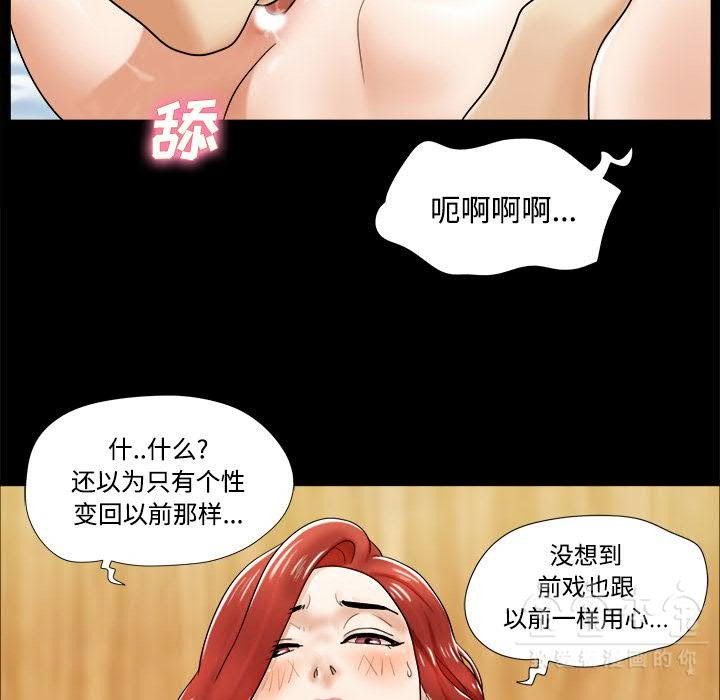 舔
呃啊啊啊...
什..什么?
还以为只有个性
变回以前那样...
没想到
前戏也跟
以前一样用心...